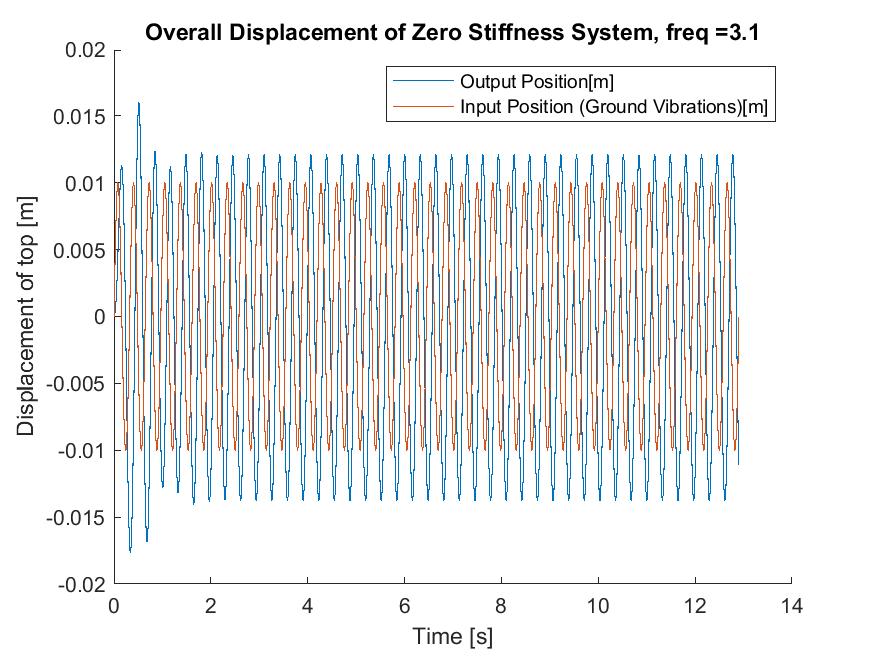 Overall Displacement of Zero Stiffness System, freq =3.1
Output Position[m]
Input Position (Ground Vibrations)[m]
Displacement of top [m]
0.02
0.015
0.01
0.005
0
-0.005
-0.01
-0.015
-0.02
0 2 4 6 8 10 12 14
Time [s]